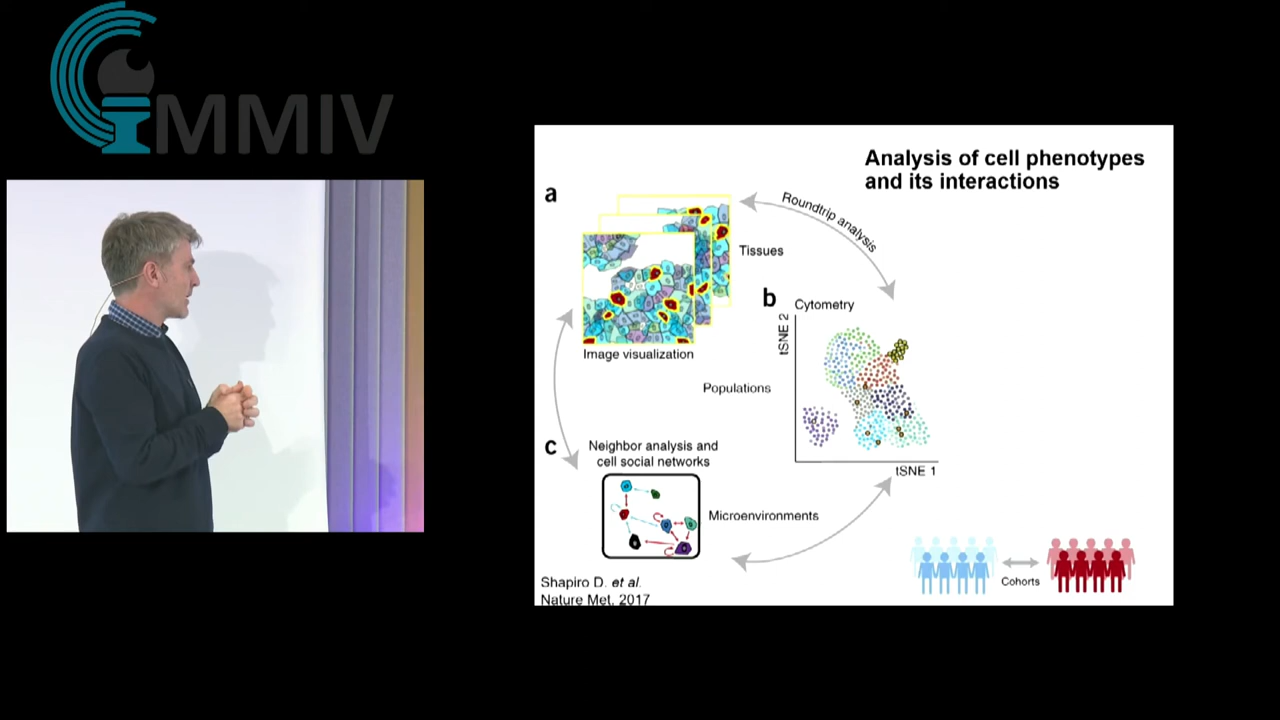 MMIV
Analysis of cell phenotypes
and its interactions
a
Roundtrip analysis
Tissues
Image visualization
b
Cytometry
tSNE 2
Populations
tSNE 1
c
Neighbor analysis and
cell social networks
Microenvironments
Cohorts
Shapiro D. et al.
Nature Met. 2017